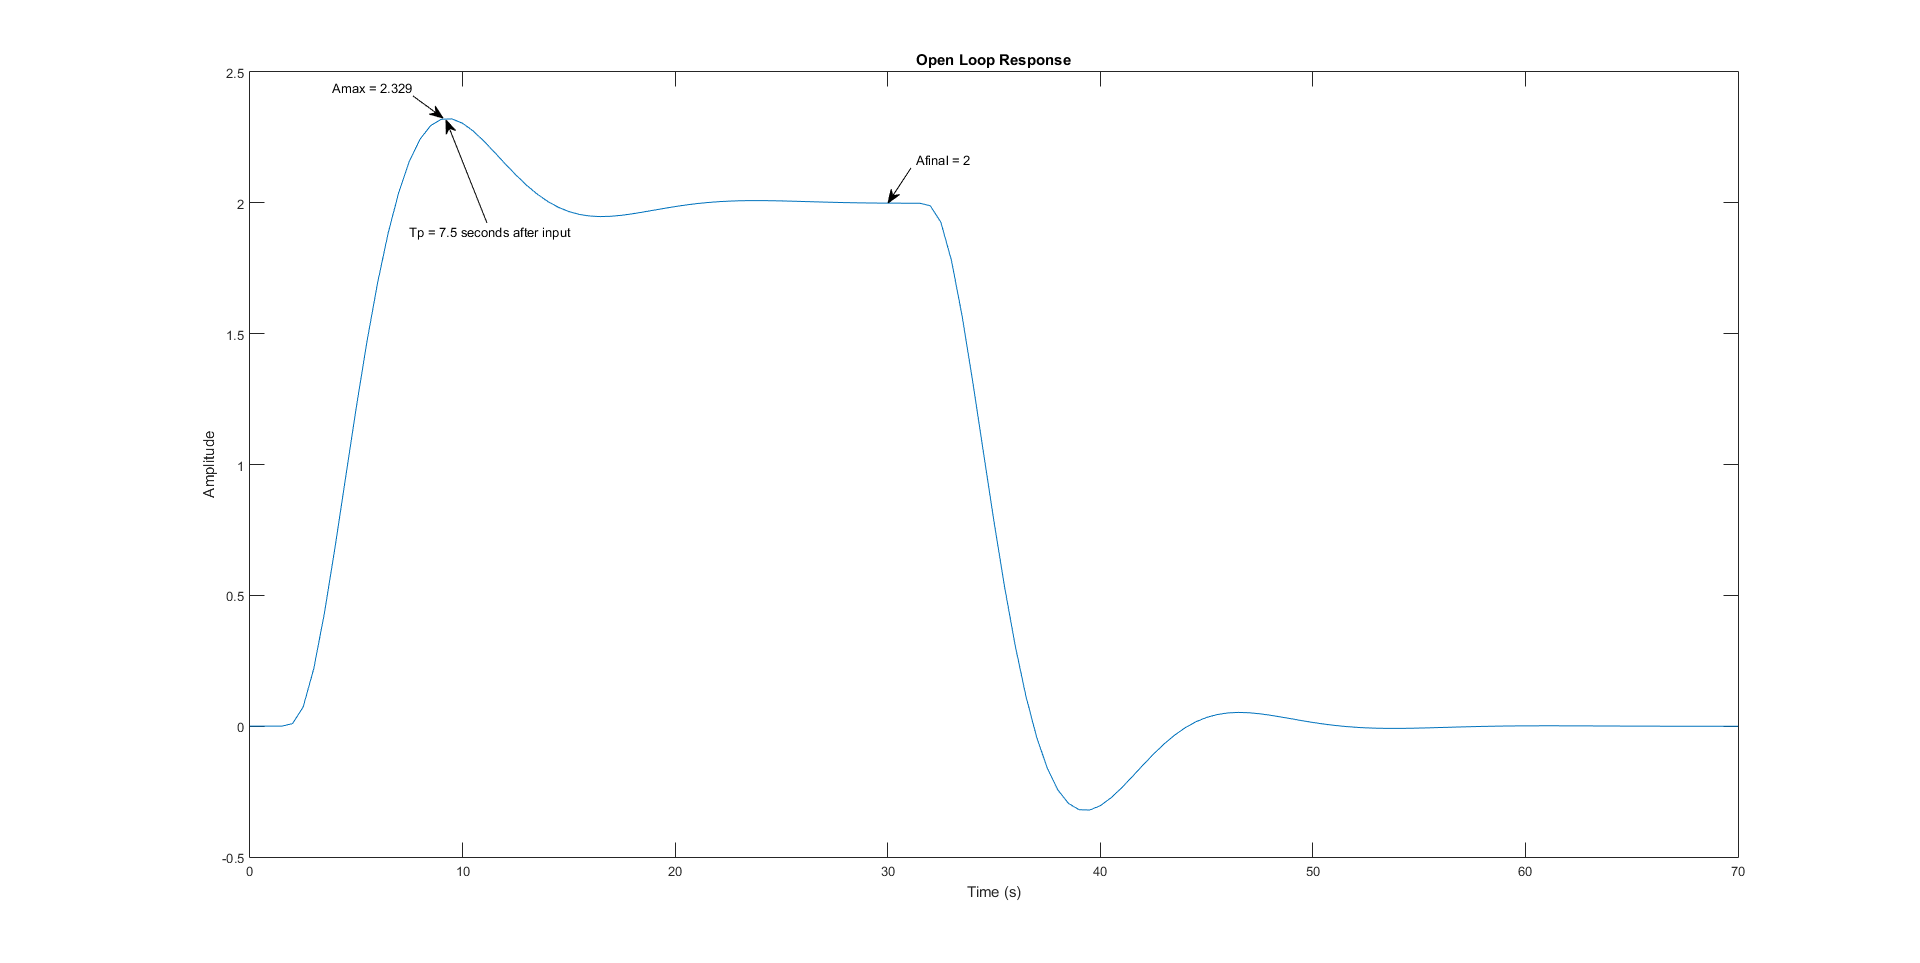 Open Loop Response
2.5
Amax = 2.329
Afinal = 2
2
Tp = 7.5 seconds after input
1.5
Amplitude
1
0.5
0
-0.5
0 10 20 30 40 50 60 70
Time (s)